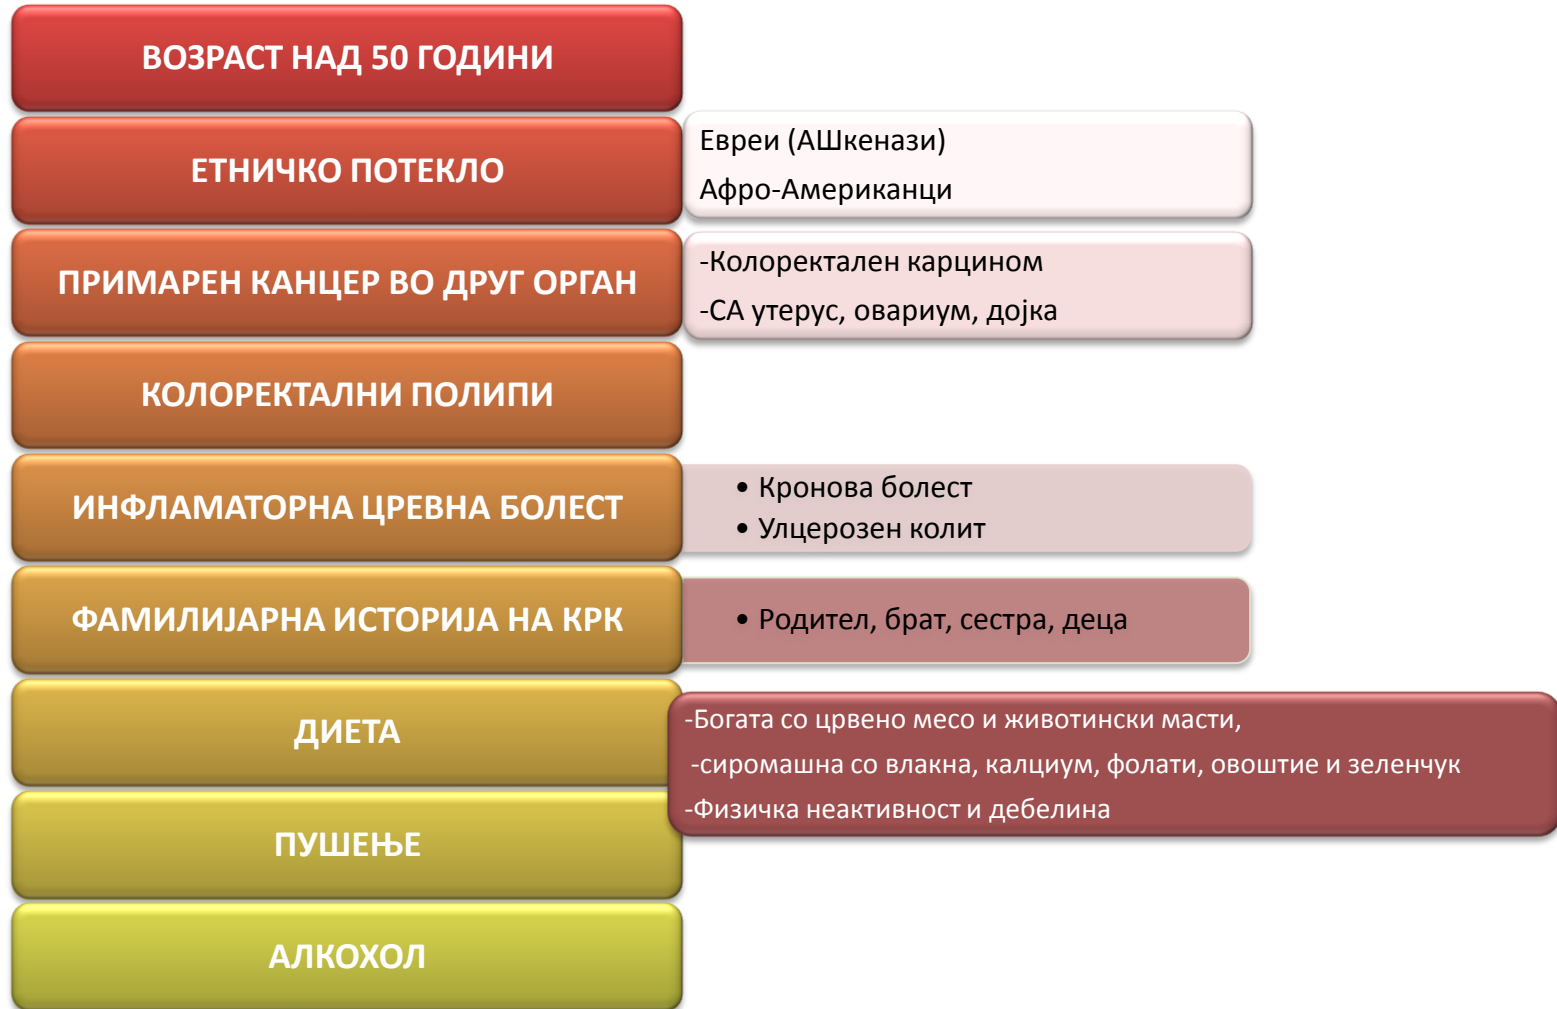 ВОЗРАСТ НАД 50 ГОДИНИ
ЕТНИЧКО ПОТЕКЛО
Евреи (АШкенази)
Афро-Американци
ПРИМАРЕН КАНЦЕР ВО ДРУГ ОРГАН
-Колоректален карцином
-СА утерус, овариум, дојка
КОЛОРЕКТАЛНИ ПОЛИПИ
ИНФЛАМАТОРНА ЦРЕВНА БОЛЕСТ
• Кронова болест
• Улцерозен колит
ФАМИЛИЈАРНА ИСТОРИЈА НА КРК
• Родител, брат, сестра, деца
ДИЕТА
-Богата со црвено месо и животински масти,
-сиромашна со влакна, калциум, фолати, овоштие и зеленчук
-Физичка неактивност и дебелина
ПУШЕЊЕ
АЛКОХОЛ